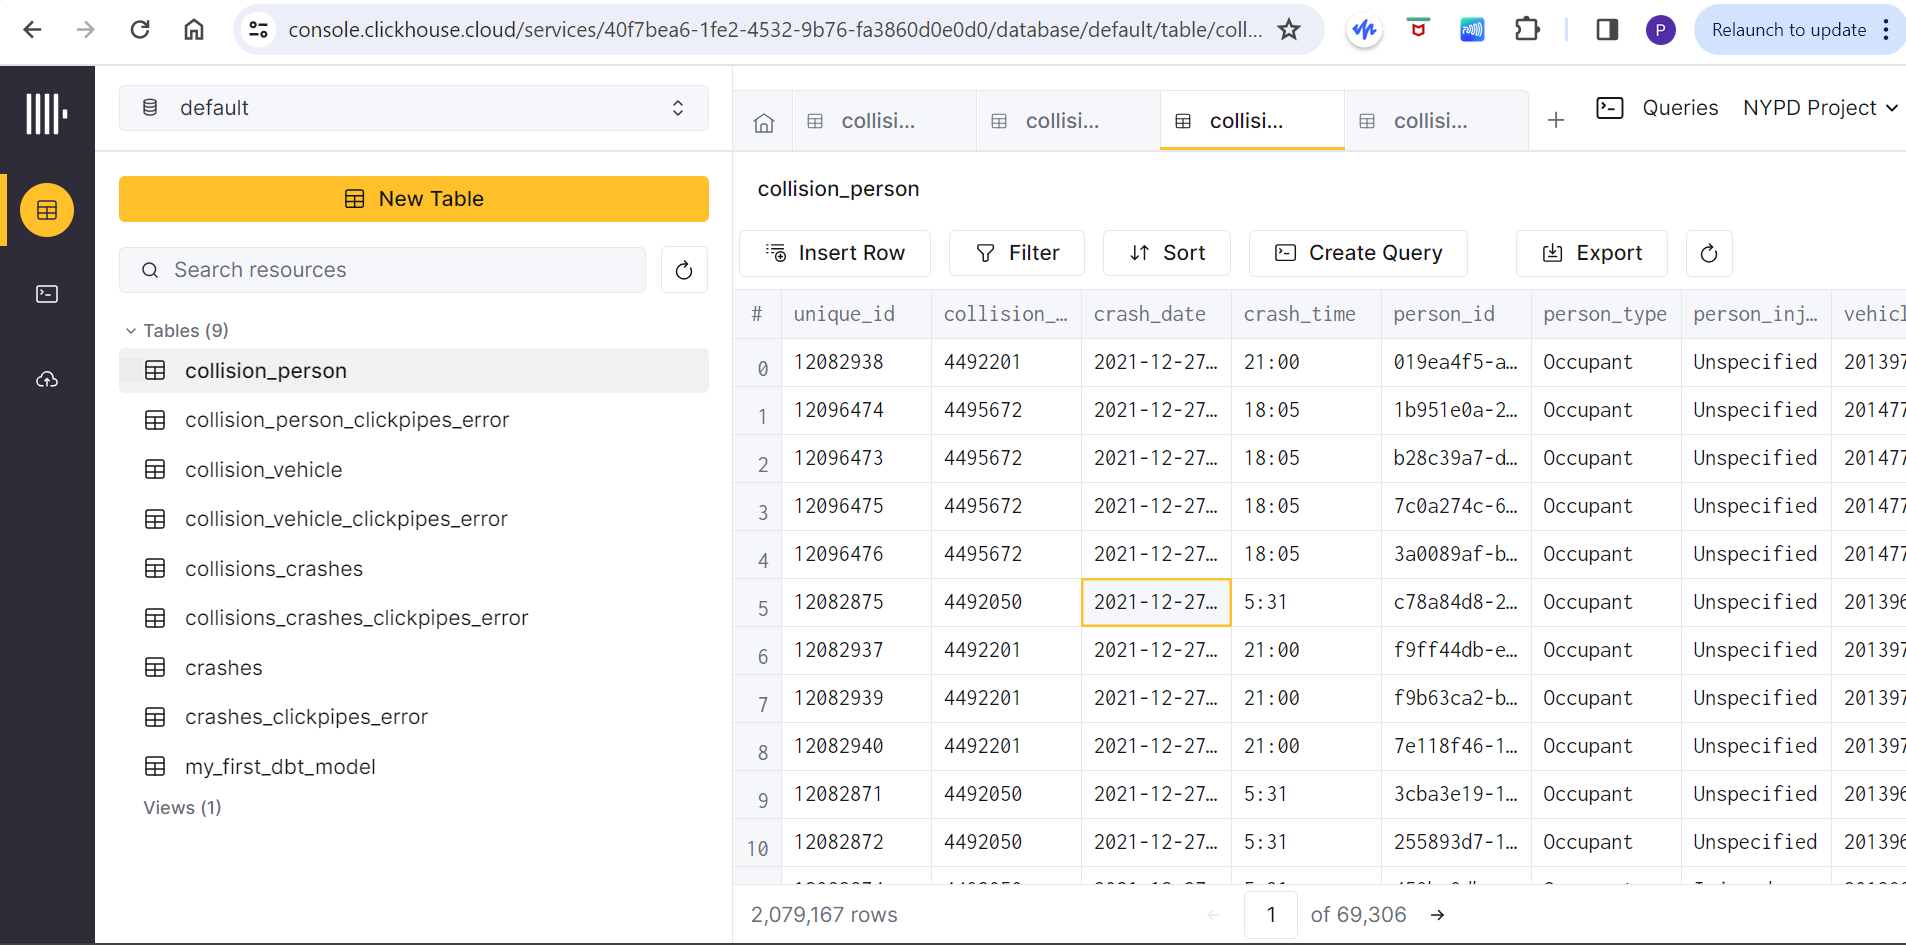 console.clickhouse.cloud/services/40f7bea6-1fe2-4532-9b76-fa3860d0e0d0/database/default/table/coll...
P
Relaunch to update
default
collisi...
collisi...
collisi...
collisi...
Queries
NYPD Project
New Table
Search resources
Tables (9)
collision_person
collision_person_clickpipes_error
collision_vehicle
collision_vehicle_clickpipes_error
collisions_crashes
collisions_crashes_clickpipes_error
crashes
crashes_clickpipes_error
my_first_dbt_model
Views (1)
collision_person
Insert Row Filter Sort Create Query Export
# unique_id collision_... crash_date crash_time person_id person_type person_inj... vehicl
0 12082938 4492201 2021-12-27... 21:00 019ea4f5-a... Occupant Unspecified 201397
1 12096474 4495672 2021-12-27... 18:05 1b951e0a-2... Occupant Unspecified 201477
2 12096473 4495672 2021-12-27... 18:05 b28c39a7-d... Occupant Unspecified 201477
3 12096475 4495672 2021-12-27... 18:05 7c0a274c-6... Occupant Unspecified 201477
4 12096476 4495672 2021-12-27... 18:05 3a0089af-b... Occupant Unspecified 201477
5 12082875 4492050 2021-12-27... 5:31 c78a84d8-2... Occupant Unspecified 201396
6 12082937 4492201 2021-12-27... 21:00 f9ff44db-e... Occupant Unspecified 201397
7 12082939 4492201 2021-12-27... 21:00 f9b63ca2-b... Occupant Unspecified 201397
8 12082940 4492201 2021-12-27... 21:00 7e118f46-1... Occupant Unspecified 201397
9 12082871 4492050 2021-12-27... 5:31 3cba3e19-1... Occupant Unspecified 201396
10 12082872 4492050 2021-12-27... 5:31 255893d7-1... Occupant Unspecified 201396
2,079,167 rows
1 of 69,306